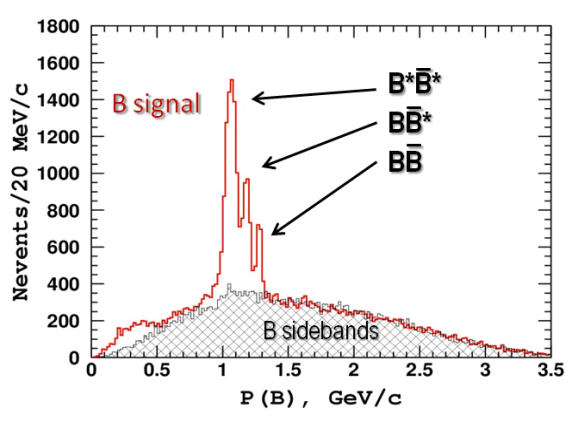 1800
1600
1400
1200
1000
800
600
400
200
0
Nevents/20 MeV/c
B signal
B*B̄*
BB̄*
BB̄
B sidebands
0 0.5 1 1.5 2 2.5 3 3.5
P(B), GeV/c